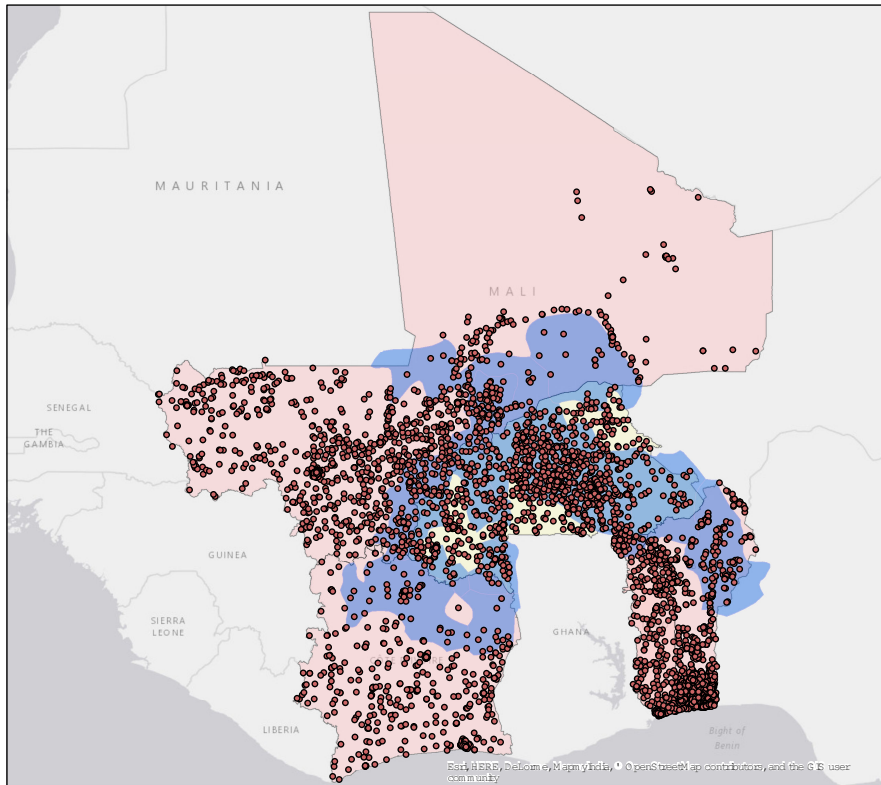 MAURITANIA
MALI
SENEGAL
THE
GAMBIA
GUINEA
SIERRA
LEONE
GHANA
LIBERIA
Bight of
Benin
Esri, HERE, DeLorme, MapmyIndia, © OpenStreetMap contributors, and the GIS user
community